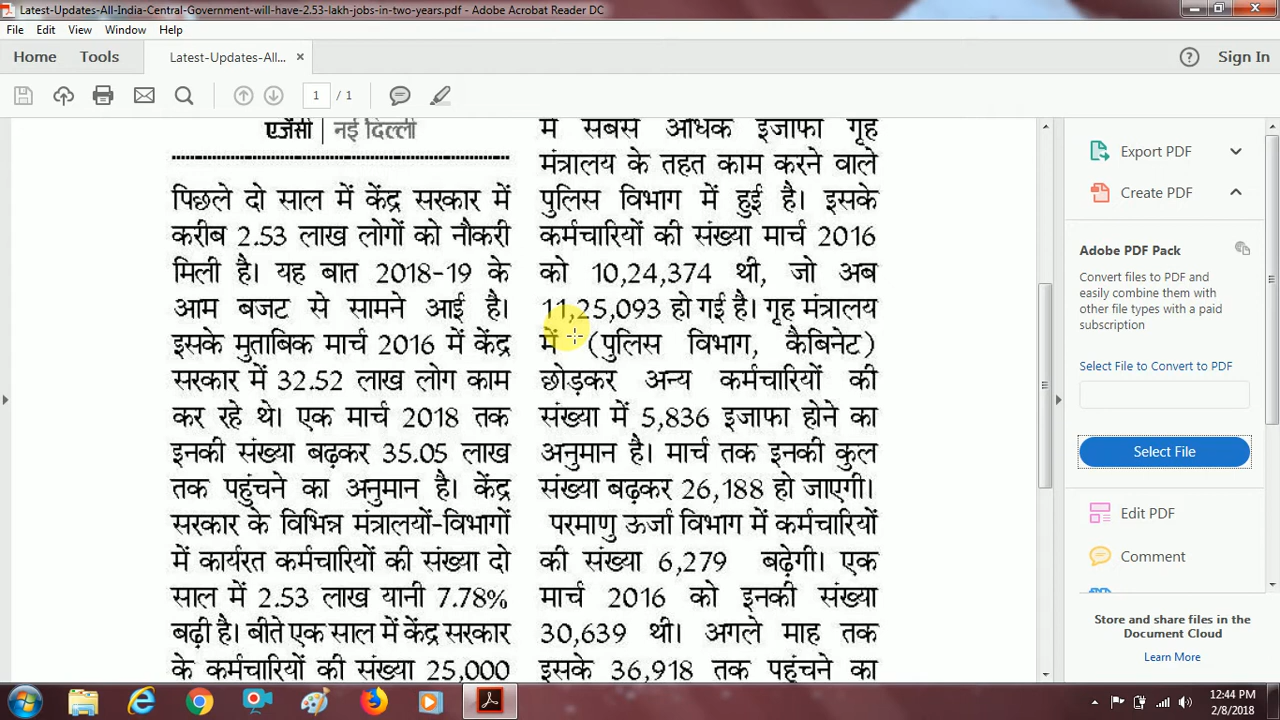 Latest-Updates-All-India-Central-Government-will-have-2.53-lakh-jobs-in-two-years.pdf - Adobe Acrobat Reader DC
File Edit View Window Help
Home Tools Latest-Updates-All... × Sign In
1 / 1
एजेंसी | नई दिल्ली
पिछले दो साल में केंद्र सरकार में
करीब 2.53 लाख लोगों को नौकरी
मिली है। यह बात 2018-19 के
आम बजट से सामने आई है।
इसके मुताबिक मार्च 2016 में केंद्र
सरकार में 32.52 लाख लोग काम
कर रहे थे। एक मार्च 2018 तक
इनकी संख्या बढ़कर 35.05 लाख
तक पहुंचने का अनुमान है। केंद्र
सरकार के विभिन्न मंत्रालयों-विभागों
में कार्यरत कर्मचारियों की संख्या दो
साल में 2.53 लाख यानी 7.78%
बढ़ी है। बीते एक साल में केंद्र सरकार
के कर्मचारियों की संख्या 25,000
में सबसे अधिक इजाफा गृह
मंत्रालय के तहत काम करने वाले
पुलिस विभाग में हुई है। इसके
कर्मचारियों की संख्या मार्च 2016
को 10,24,374 थी, जो अब
11,25,093 हो गई है। गृह मंत्रालय
में (पुलिस विभाग, कैबिनेट)
छोड़कर अन्य कर्मचारियों की
संख्या में 5,836 इजाफा होने का
अनुमान है। मार्च तक इनकी कुल
संख्या बढ़कर 26,188 हो जाएगी।
परमाणु ऊर्जा विभाग में कर्मचारियों
की संख्या 6,279 बढ़ेगी। एक
मार्च 2016 को इनकी संख्या
30,639 थी। अगले माह तक
इसके 36,918 तक पहुंचने का
Export PDF
Create PDF
Adobe PDF Pack
Convert files to PDF and
easily combine them with
other file types with a paid
subscription
Select File to Convert to PDF
Select File
Edit PDF
Comment
Store and share files in the
Document Cloud
Learn More
12:44 PM
2/8/2018